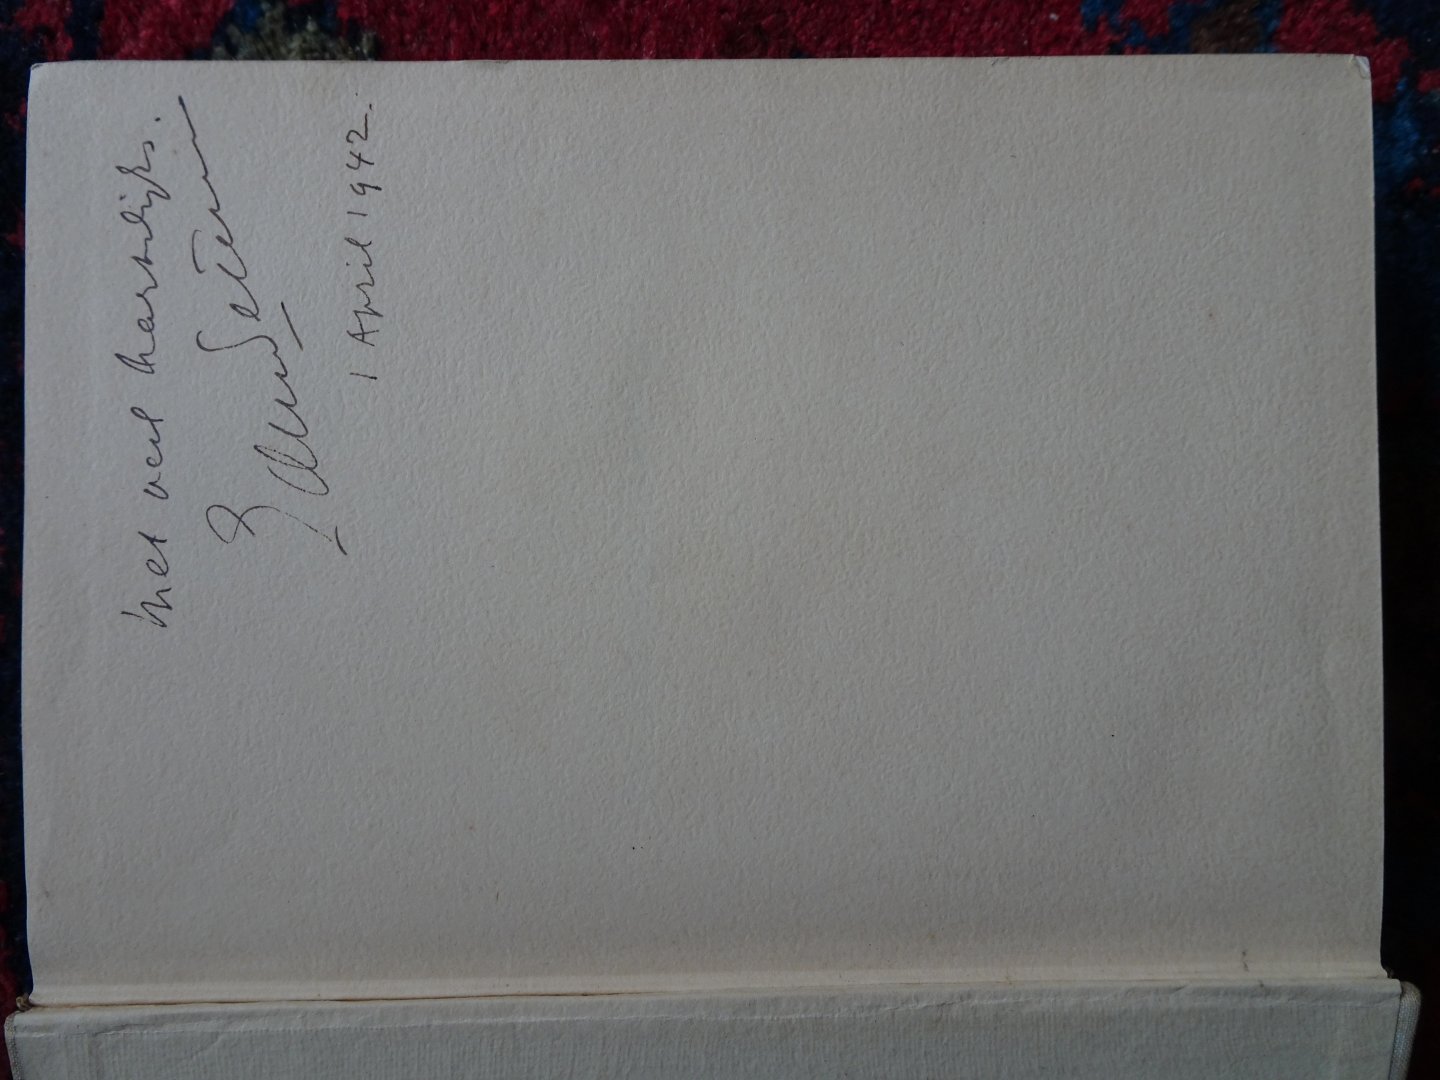 Met veel hartelijks.
1 April 1942.